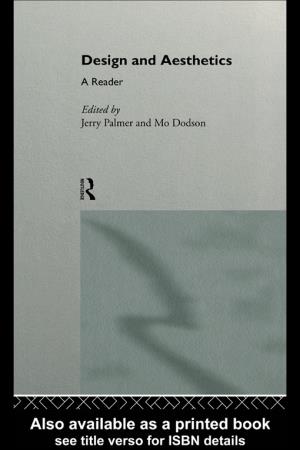 Design and Aesthetics
A Reader
Edited by
Jerry Palmer and Mo Dodson
ROUTLEDGE
Also available as a printed book
see title verso for ISBN details